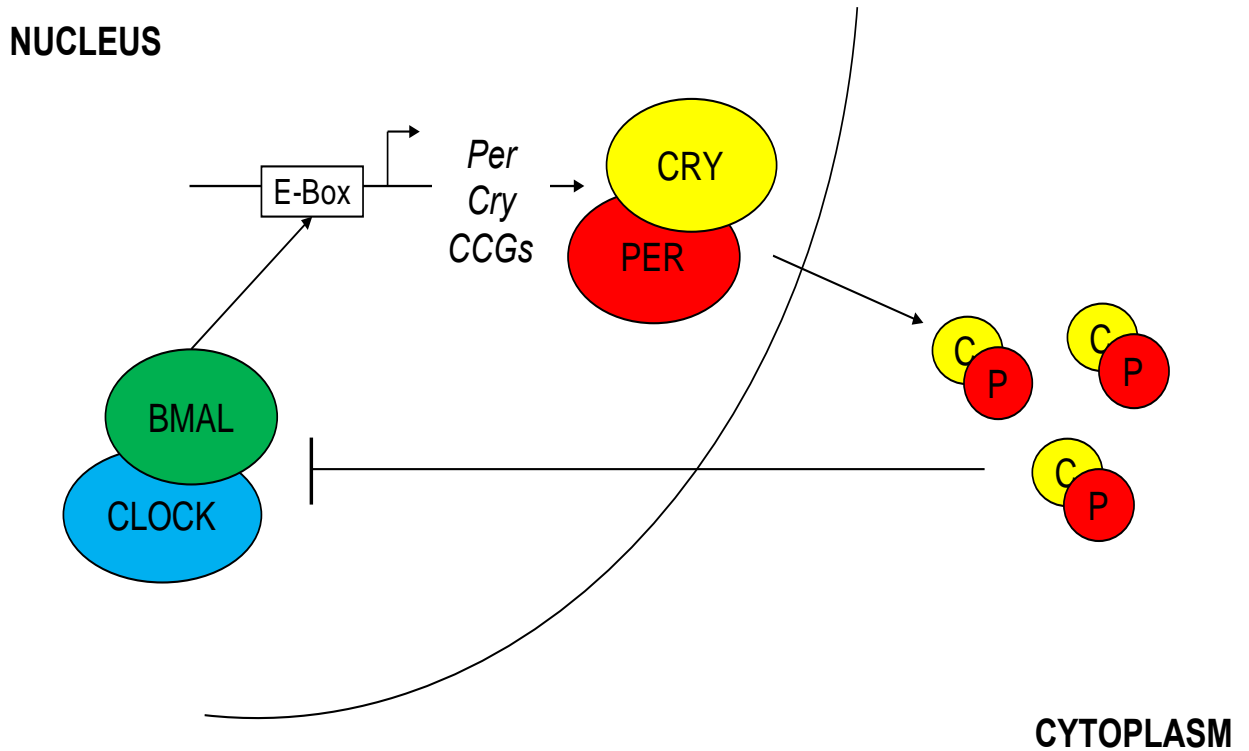 NUCLEUS
E-Box
Per
Cry
CCGs
CRY
PER
BMAL
CLOCK
C
P
C
P
C
P
CYTOPLASM